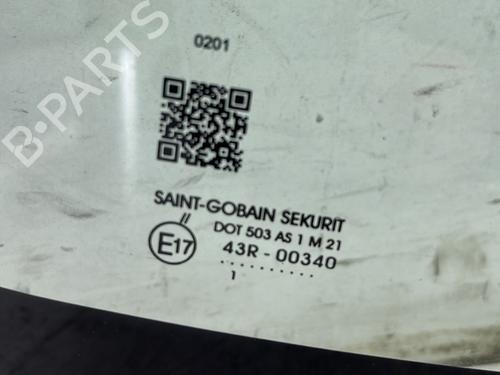 0201
B-PARTS
SAINT-GOBAIN SEKURIT
//
DOT 503 AS 1 M 21
E17
43R - 00340
..........
1